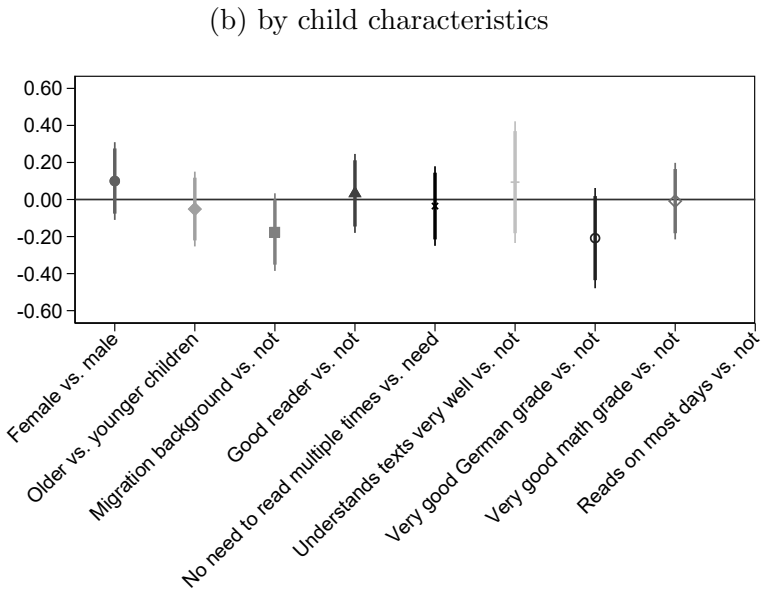 (b) by child characteristics
0.60
0.40
0.20
0.00
-0.20
-0.40
-0.60
Female vs. male
Older vs. younger children
Migration background vs. not
Good reader vs. not
No need to read multiple times vs. need
Understands texts very well vs. not
Very good German grade vs. not
Very good math grade vs. not
Reads on most days vs. not